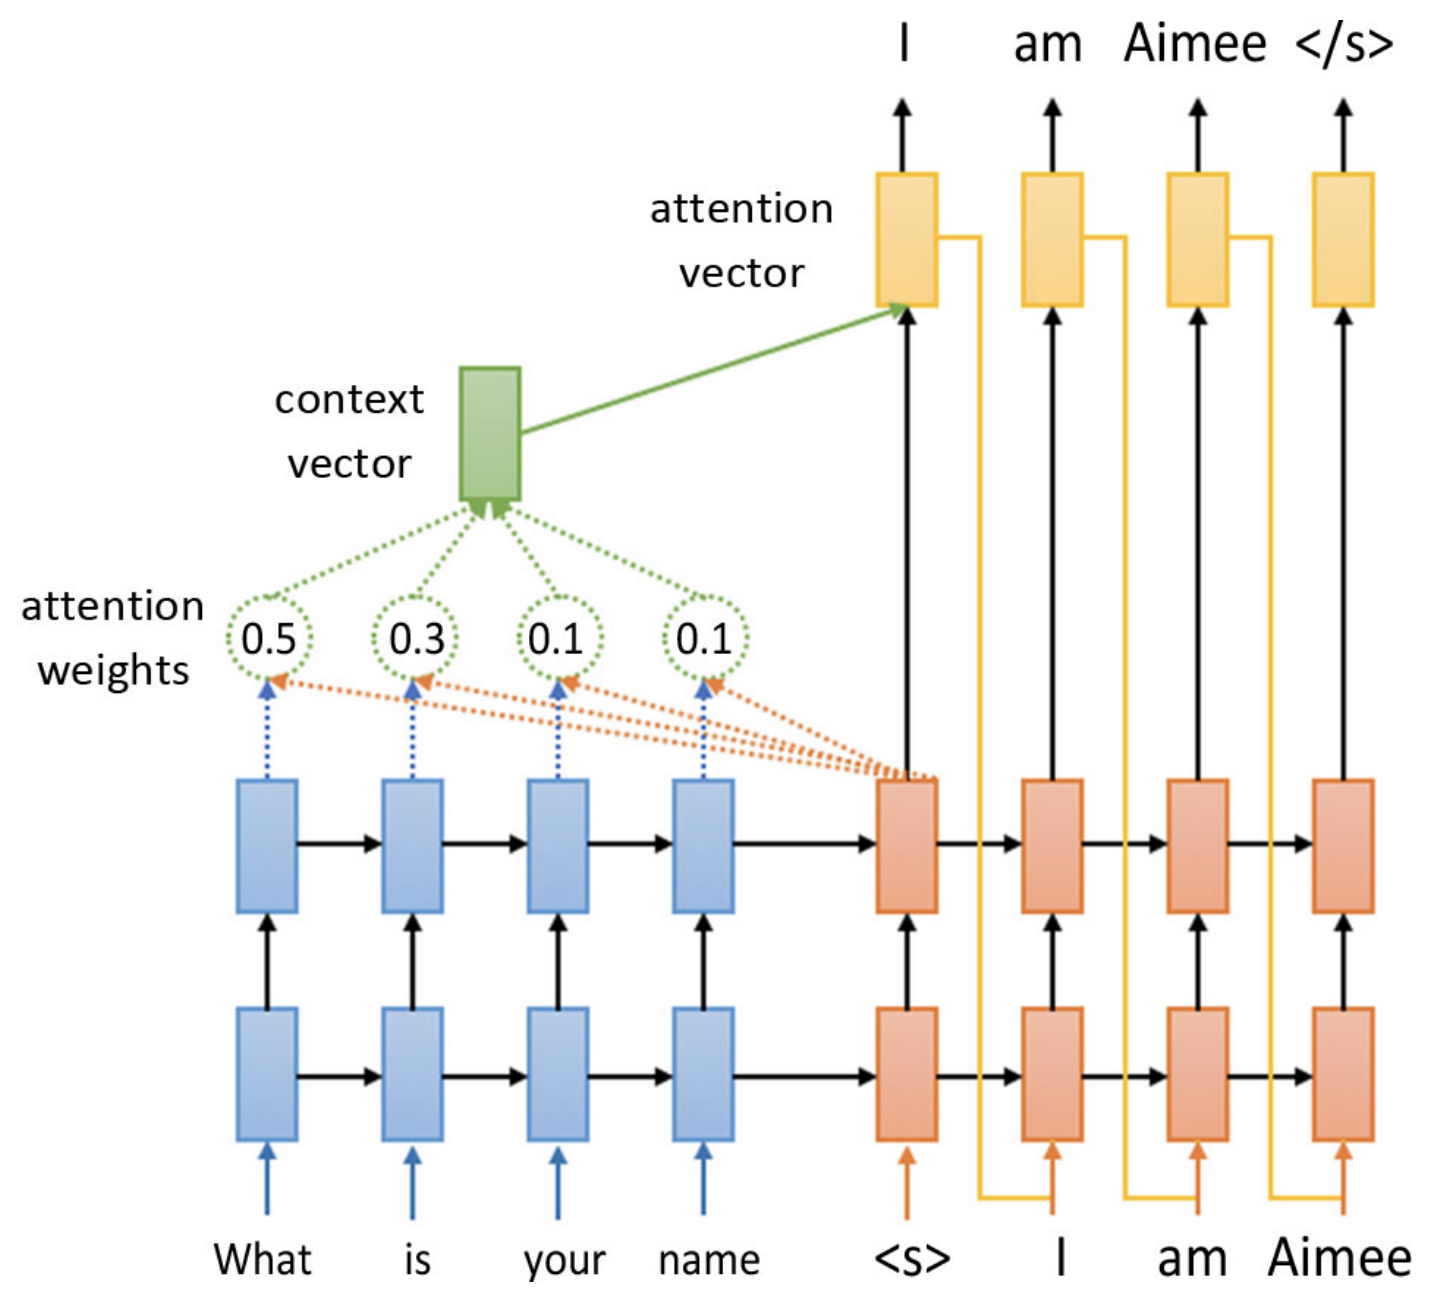 I am Aimee </s>
attention
vector
context
vector
attention
weights
0.5 0.3 0.1 0.1
What is your name <s> I am Aimee